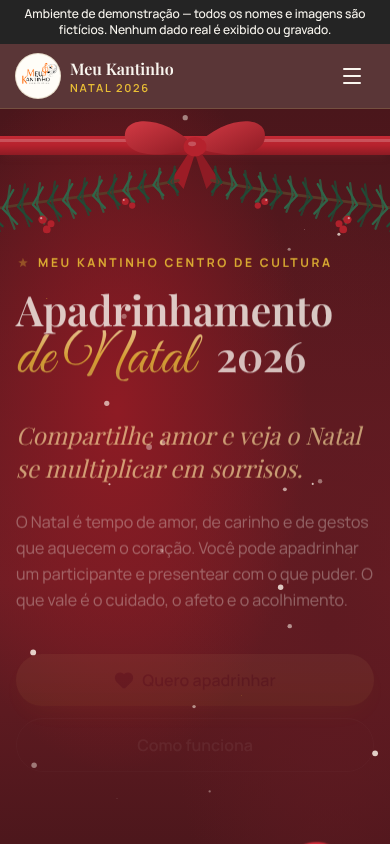 Ambiente de demonstração — todos os nomes e imagens são
fictícios. Nenhum dado real é exibido ou gravado.
Meu Kantinho
NATAL 2026
MEU KANTINHO CENTRO DE CULTURA
Apadrinhamento
de Natal 2026
Compartilhe amor e veja o Natal
se multiplicar em sorrisos.
O Natal é tempo de amor, de carinho e de gestos
que aquecem o coração. Você pode apadrinhar
um participante e presentear com o que puder. O
que vale é o cuidado, o afeto e o acolhimento.
Quero apadrinhar
Como funciona